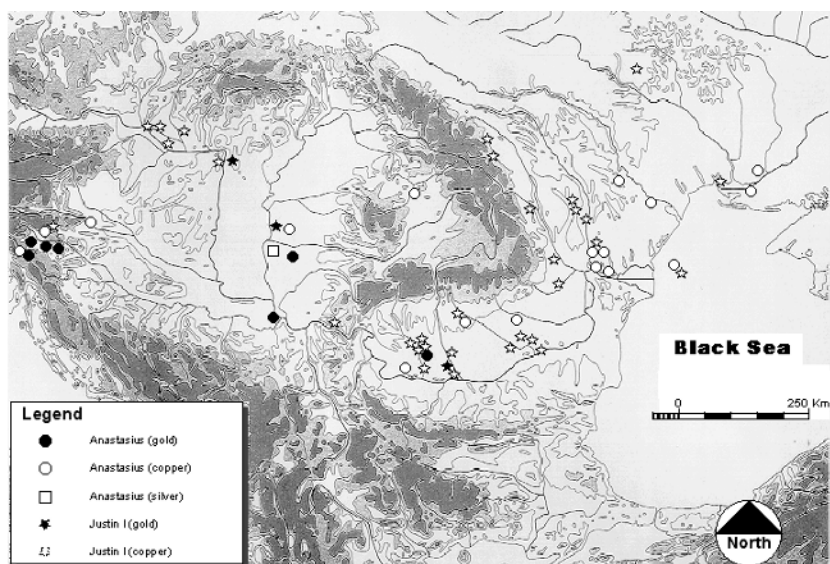 Black Sea
0 250 Km
Legend
Anastasius (gold)
Anastasius (copper)
Anastasius (silver)
Justin I (gold)
Justin I (copper)
North